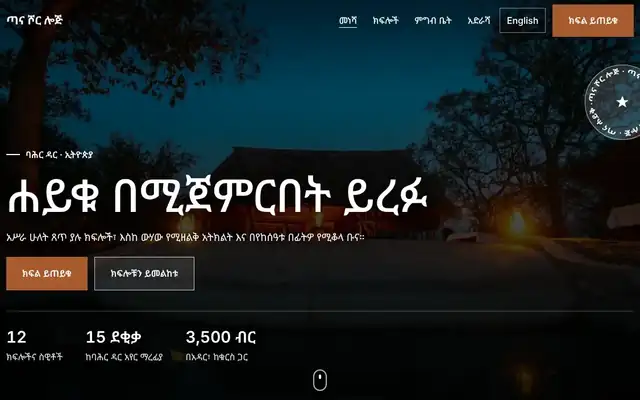 ጣና ሾር ሎጅ
መነሻ
ክፍሎች
ምግብ ቤት
አድራሻ
English
ክፍል ይጠይቁ
ባሕር ዳር · ኢትዮጵያ
ሐይቁ በሚጀምርበት ይረፉ
አሥራ ሁለት ጸጥ ያሉ ክፍሎች፣ እስከ ውሃው የሚዘልቅ አትክልት እና በየከሰዓቱ በፊትዎ የሚቆላ ቡና።
ክፍል ይጠይቁ
ክፍሎቹን ይመልከቱ
12
ክፍሎችና ስዊቶች
15 ደቂቃ
ከባሕር ዳር አየር ማረፊያ
3,500 ብር
በአዳር፣ ከቁርስ ጋር